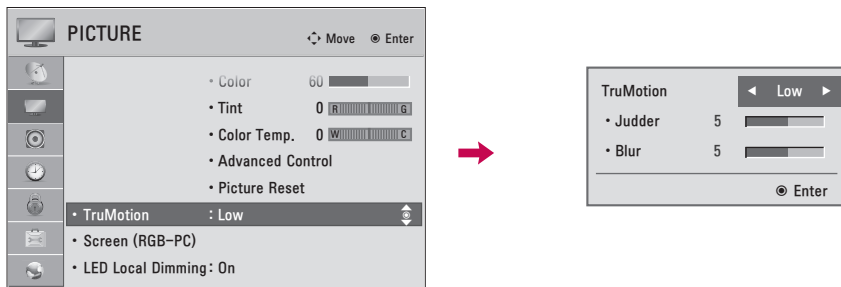 PICTURE Move Enter
• Color 60
• Tint 0 R G
• Color Temp. 0 W C
• Advanced Control
• Picture Reset
• TruMotion : Low
• Screen (RGB-PC)
• LED Local Dimming: On
TruMotion ◄ Low ►
• Judder 5
• Blur 5
Enter